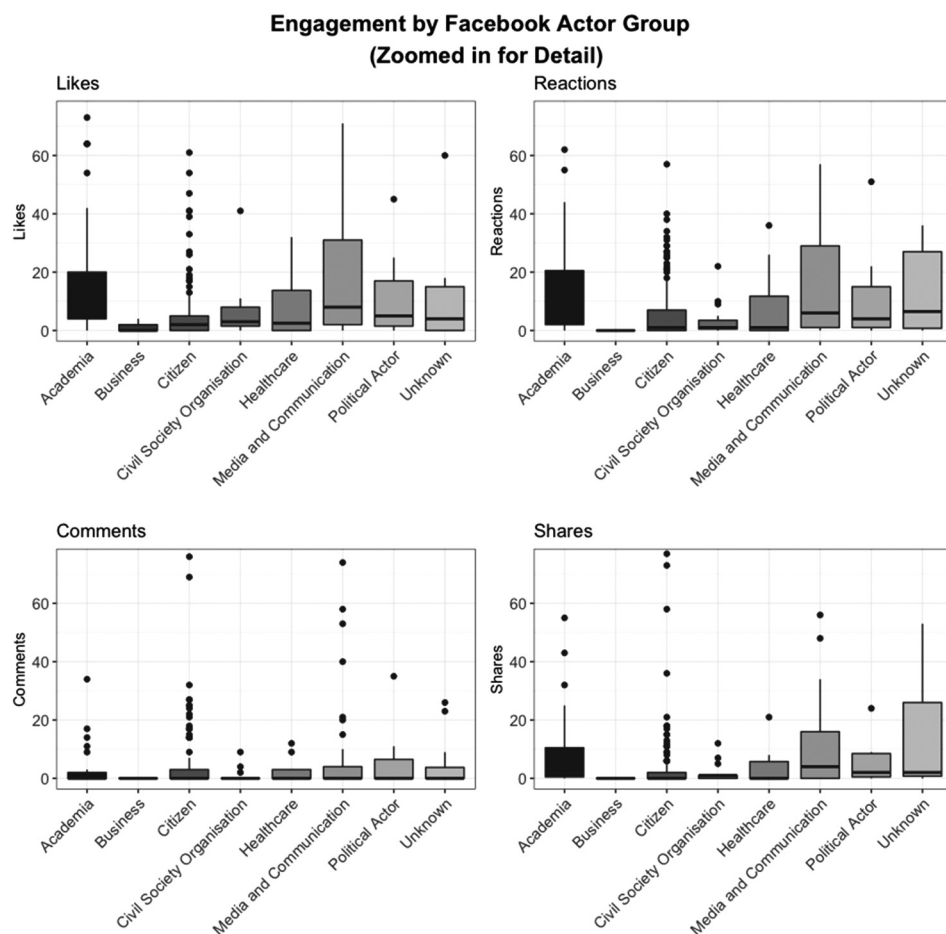 Engagement by Facebook Actor Group
(Zoomed in for Detail)
Likes
60
40
20
0
Likes
Academia
Business
Citizen
Civil Society Organisation
Healthcare
Media and Communication
Political Actor
Unknown
Reactions
60
40
20
0
Reactions
Academia
Business
Citizen
Civil Society Organisation
Healthcare
Media and Communication
Political Actor
Unknown
Comments
60
40
20
0
Comments
Academia
Business
Citizen
Civil Society Organisation
Healthcare
Media and Communication
Political Actor
Unknown
Shares
60
40
20
0
Shares
Academia
Business
Citizen
Civil Society Organisation
Healthcare
Media and Communication
Political Actor
Unknown